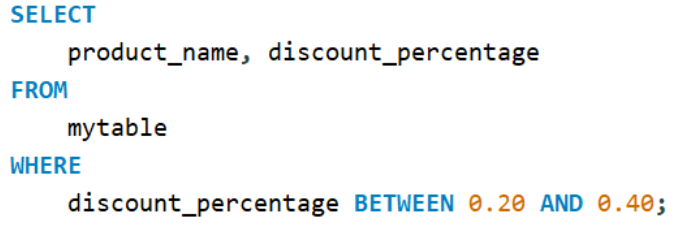 SELECT
product_name, discount_percentage
FROM
mytable
WHERE
discount_percentage BETWEEN 0.20 AND 0.40;